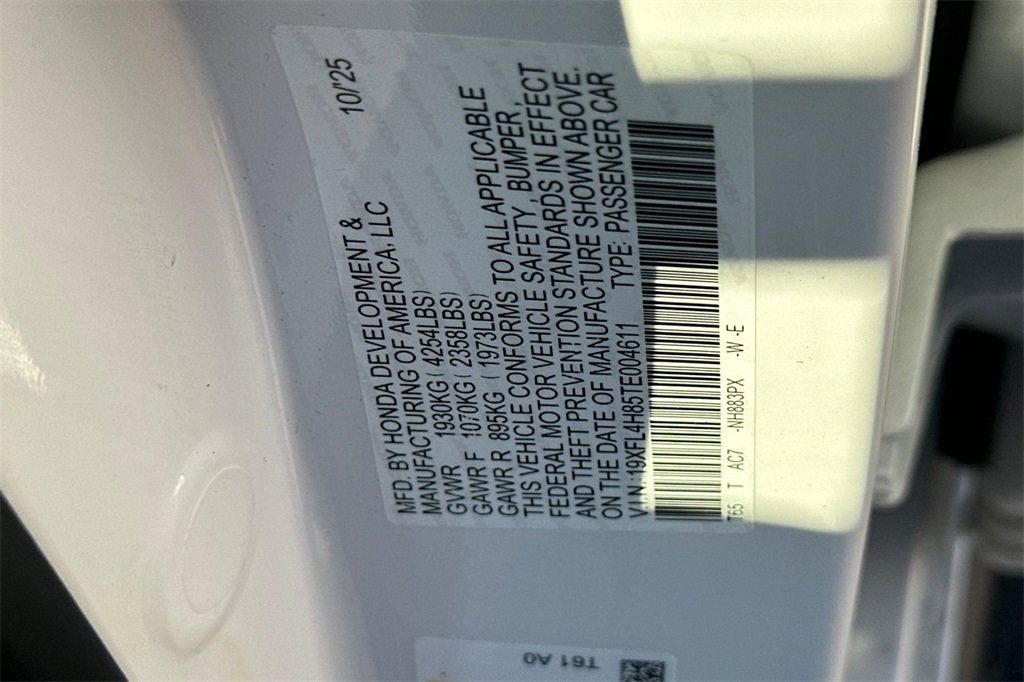 MFD. BY HONDA DEVELOPMENT & 10/25
MANUFACTURING OF AMERICA, LLC
GVWR 1930KG ( 4254LBS)
GAWR F 1070KG ( 2358LBS)
GAWR R 895KG ( 1973LBS)
THIS VEHICLE CONFORMS TO ALL APPLICABLE
FEDERAL MOTOR VEHICLE SAFETY, BUMPER,
AND THEFT PREVENTION STANDARDS IN EFFECT
ON THE DATE OF MANUFACTURE SHOWN ABOVE.
V.I.N: 19XFL4H85TE004611 TYPE: PASSENGER CAR
T65 T AC7 -NH883PX -W -E
T61 A0